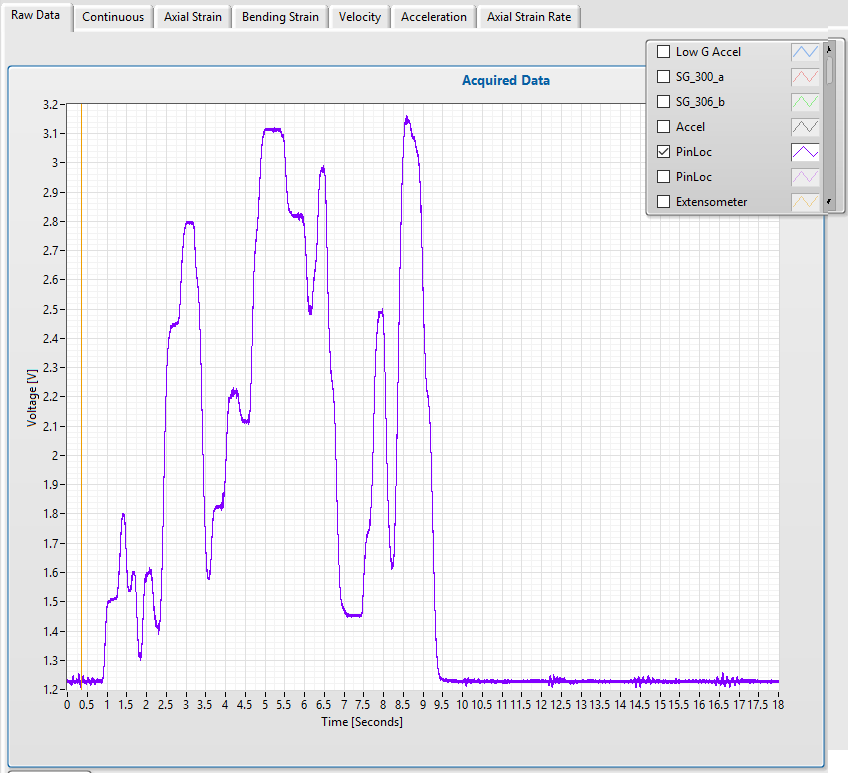 Raw Data Continuous Axial Strain Bending Strain Velocity Acceleration Axial Strain Rate
Acquired Data
Low G Accel
SG_300_a
SG_306_b
Accel
PinLoc
PinLoc
Extensometer
3.2
3.1
3
2.9
2.8
2.7
2.6
2.5
2.4
2.3
2.2
2.1
2
1.9
1.8
1.7
1.6
1.5
1.4
1.3
1.2
Voltage [V]
0 0.5 1 1.5 2 2.5 3 3.5 4 4.5 5 5.5 6 6.5 7 7.5 8 8.5 9 9.5 10 10.5 11 11.5 12 12.5 13 13.5 14 14.5 15 15.5 16 16.5 17 17.5 18
Time [Seconds]